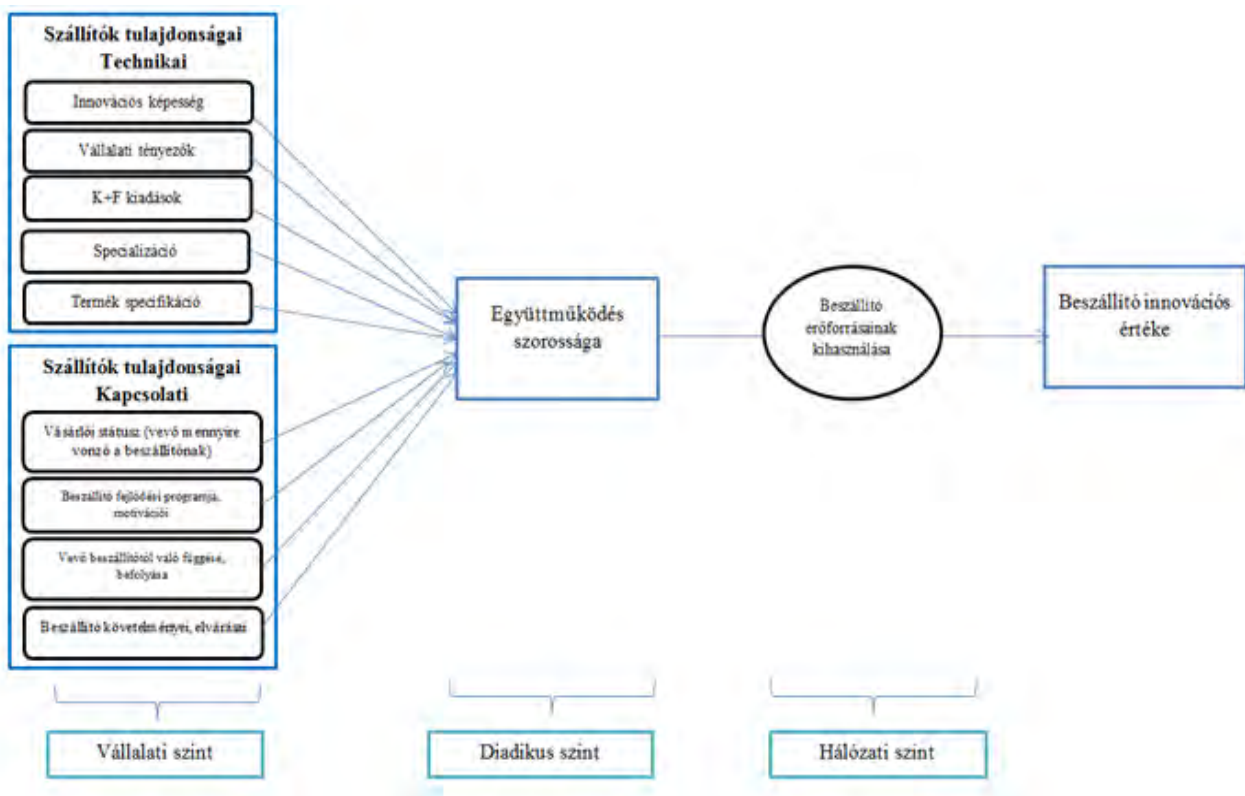 Szállítók tulajdonságai
Technikai
Innovációs képesség
Vállalati tényezők
K+F kiadások
Specializáció
Termék specifikáció
Szállítók tulajdonságai
Kapcsolati
Vásárlói státusz (vevő mennyire
vonzó a beszállítónak)
Beszállító fejlődési programja,
motivációi
Vevő beszállítótól való függése,
befolyása
Beszállító követelményei, elvárásai
Együttműködés
szorossága
Beszállító
erőforrásainak
kihasználása
Beszállító innovációs
értéke
Vállalati szint
Diadikus szint
Hálózati szint